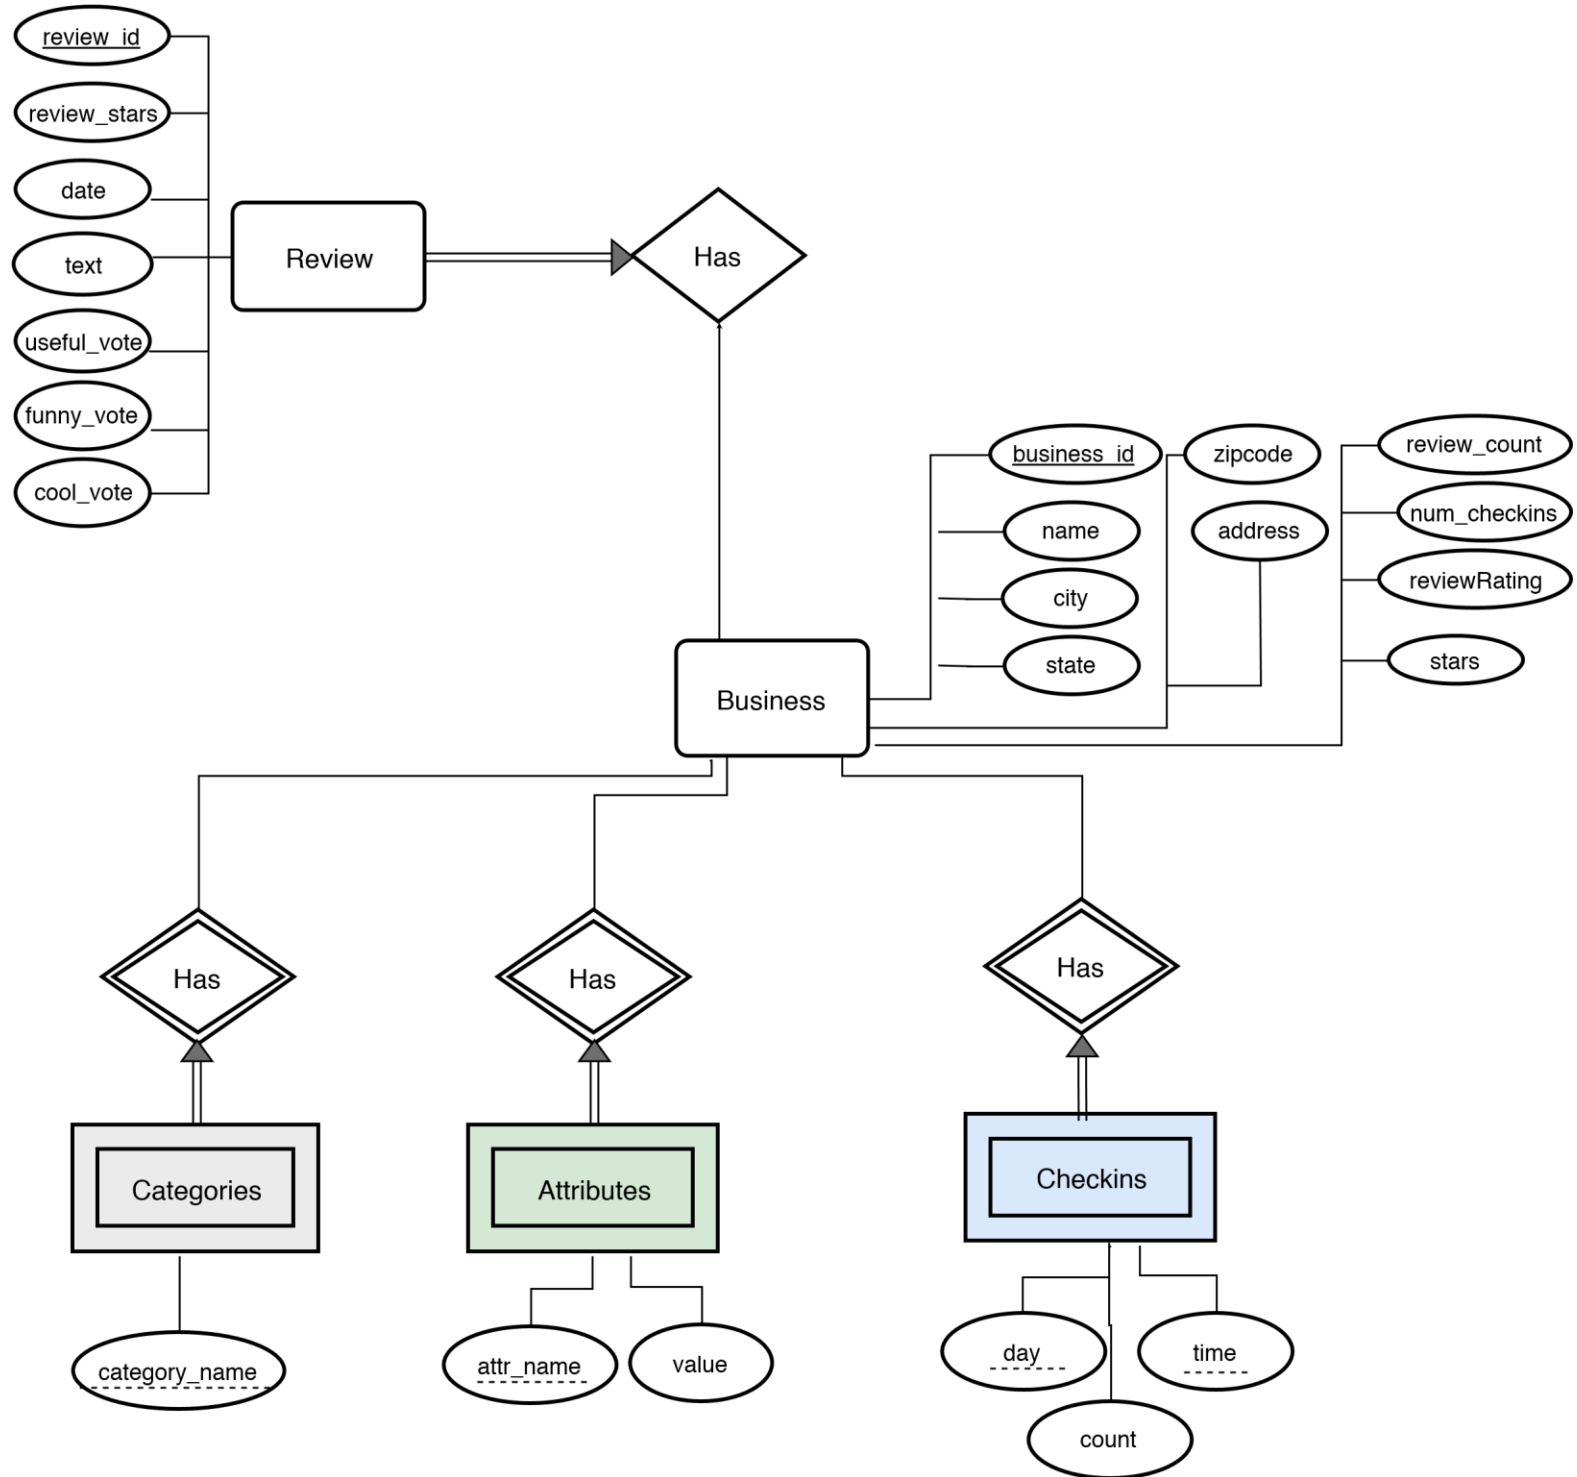 review_id
review_stars
date
text
useful_vote
funny_vote
cool_vote
Review
Has
business_id
name
city
state
zipcode
address
review_count
num_checkins
reviewRating
stars
Business
Has
Has
Has
Categories
Attributes
Checkins
category_name
attr_name
value
day
time
count